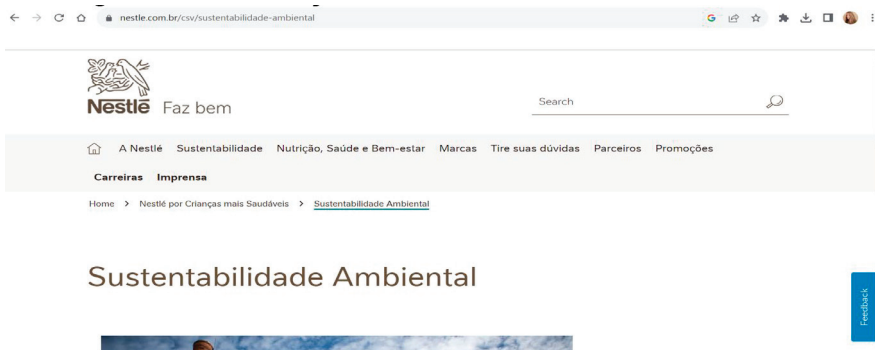 nestle.com.br/csv/sustentabilidade-ambiental
Nestlé Faz bem
Search
A Nestlé Sustentabilidade Nutrição, Saúde e Bem-estar Marcas Tire suas dúvidas Parceiros Promoções
Carreiras Imprensa
Home > Nestlé por Crianças mais Saudáveis > Sustentabilidade Ambiental
Sustentabilidade Ambiental
Feedback